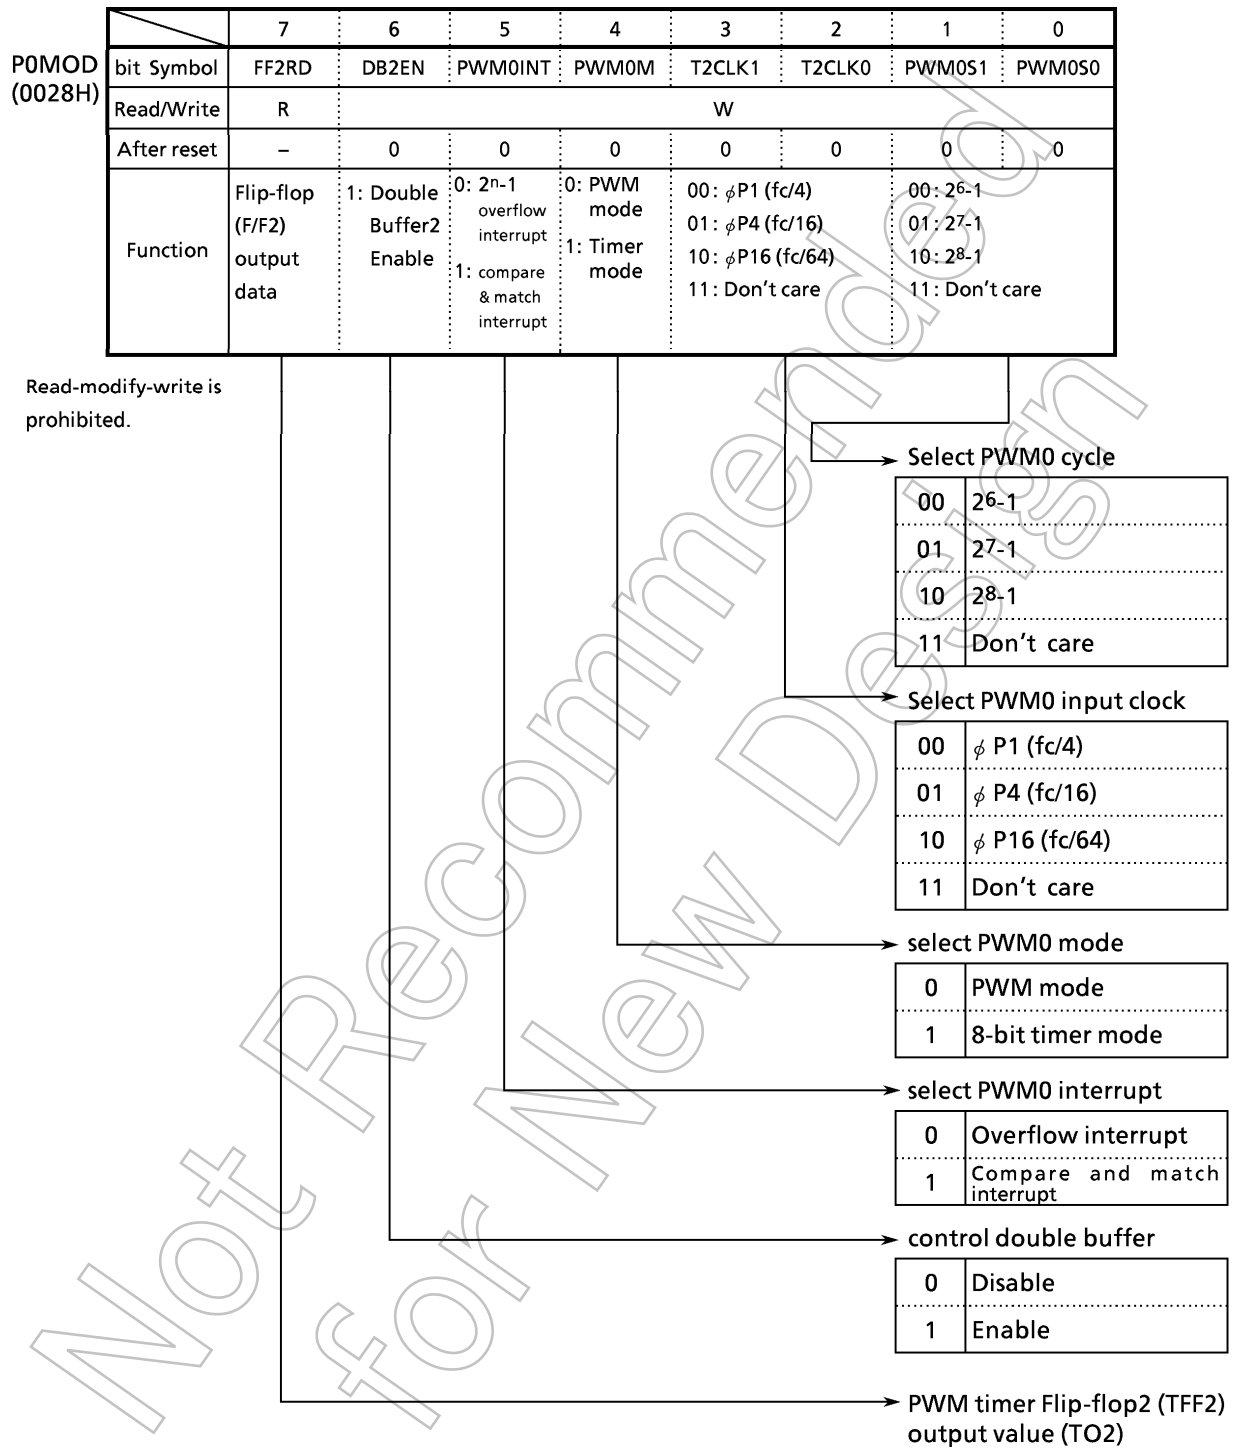 7 6 5 4 3 2 1 0
P0MOD
(0028H)
bit Symbol FF2RD DB2EN PWM0INT PWM0M T2CLK1 T2CLK0 PWM0S1 PWM0S0
Read/Write R W
After reset – 0 0 0 0 0 0 0
Function
Flip-flop
(F/F2)
output
data
1: Double
Buffer2
Enable
0: 2ⁿ-1
overflow
interrupt
1: compare
& match
interrupt
0: PWM
mode
1: Timer
mode
00: φP1 (fc/4)
01: φP4 (fc/16)
10: φP16 (fc/64)
11: Don't care
00: 2⁶-1
01: 2⁷-1
10: 2⁸-1
11: Don't care
Read-modify-write is
prohibited.
Select PWM0 cycle
00 2⁶-1
01 2⁷-1
10 2⁸-1
11 Don't care
Select PWM0 input clock
00 φ P1 (fc/4)
01 φ P4 (fc/16)
10 φ P16 (fc/64)
11 Don't care
select PWM0 mode
0 PWM mode
1 8-bit timer mode
select PWM0 interrupt
0 Overflow interrupt
1 Compare and match
interrupt
control double buffer
0 Disable
1 Enable
PWM timer Flip-flop2 (TFF2)
output value (TO2)
Not Recommended
for New Design